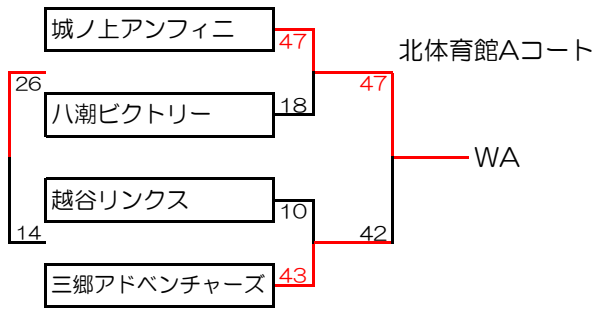 城ノ上アンフィニ
47
北体育館Aコート
26
47
八潮ビクトリー
18
WA
越谷リンクス
10
14
42
三郷アドベンチャーズ
43